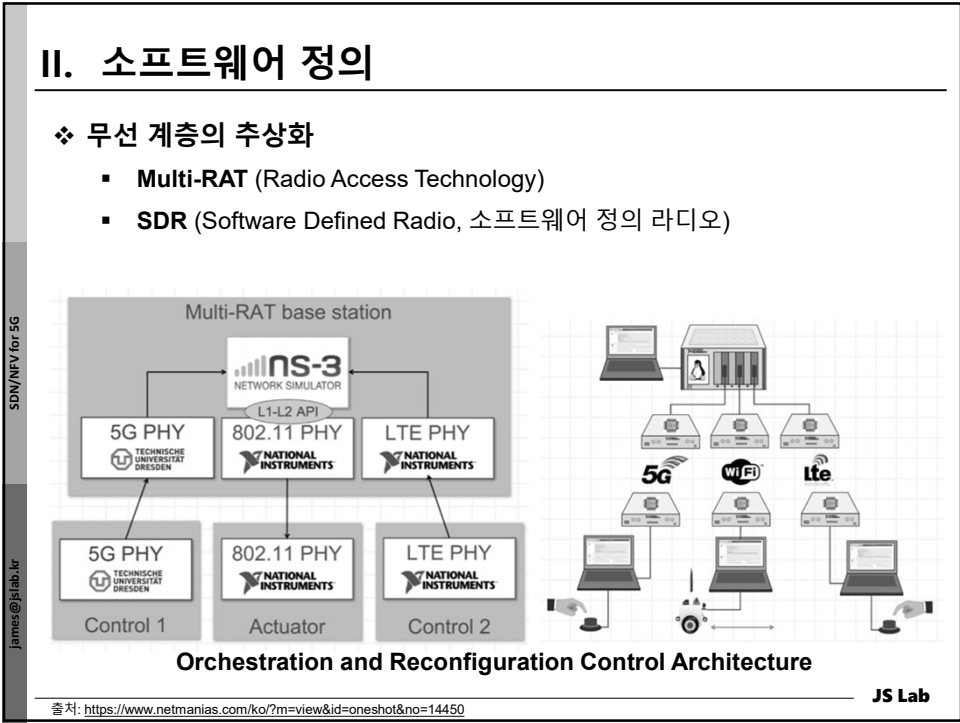 II. 소프트웨어 정의
❖ 무선 계층의 추상화
▪ Multi-RAT (Radio Access Technology)
▪ SDR (Software Defined Radio, 소프트웨어 정의 라디오)
SDN/NFV for 5G
james@jslab.kr
Multi-RAT base station
ns-3
NETWORK SIMULATOR
L1-L2 API
5G PHY
TECHNISCHE
UNIVERSITÄT
DRESDEN
802.11 PHY
NATIONAL
INSTRUMENTS
LTE PHY
NATIONAL
INSTRUMENTS
5G PHY
TECHNISCHE
UNIVERSITÄT
DRESDEN
Control 1
802.11 PHY
NATIONAL
INSTRUMENTS
Actuator
LTE PHY
NATIONAL
INSTRUMENTS
Control 2
5G
WiFi
lte
Orchestration and Reconfiguration Control Architecture
출처: https://www.netmanias.com/ko/?m=view&id=oneshot&no=14450
JS Lab